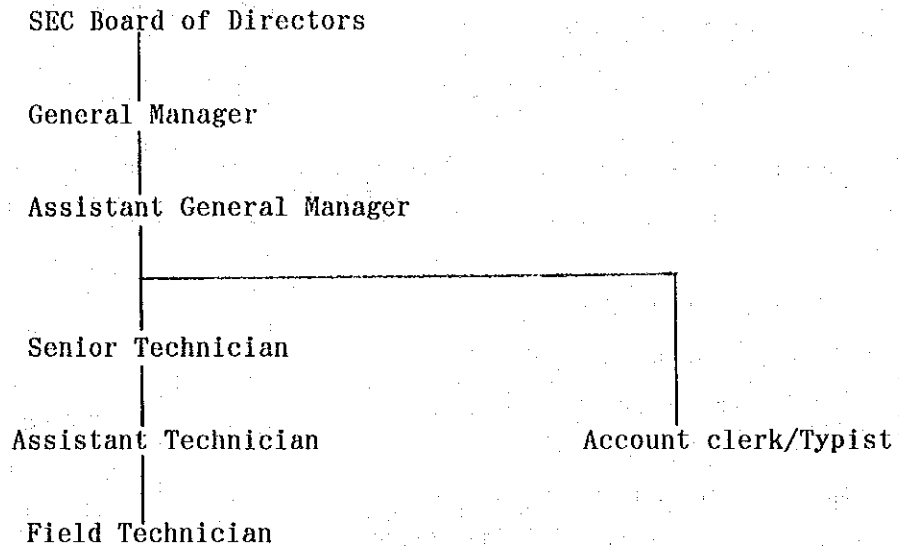 SEC Board of Directors
General Manager
Assistant General Manager
Senior Technician
Assistant Technician
Account clerk/Typist
Field Technician